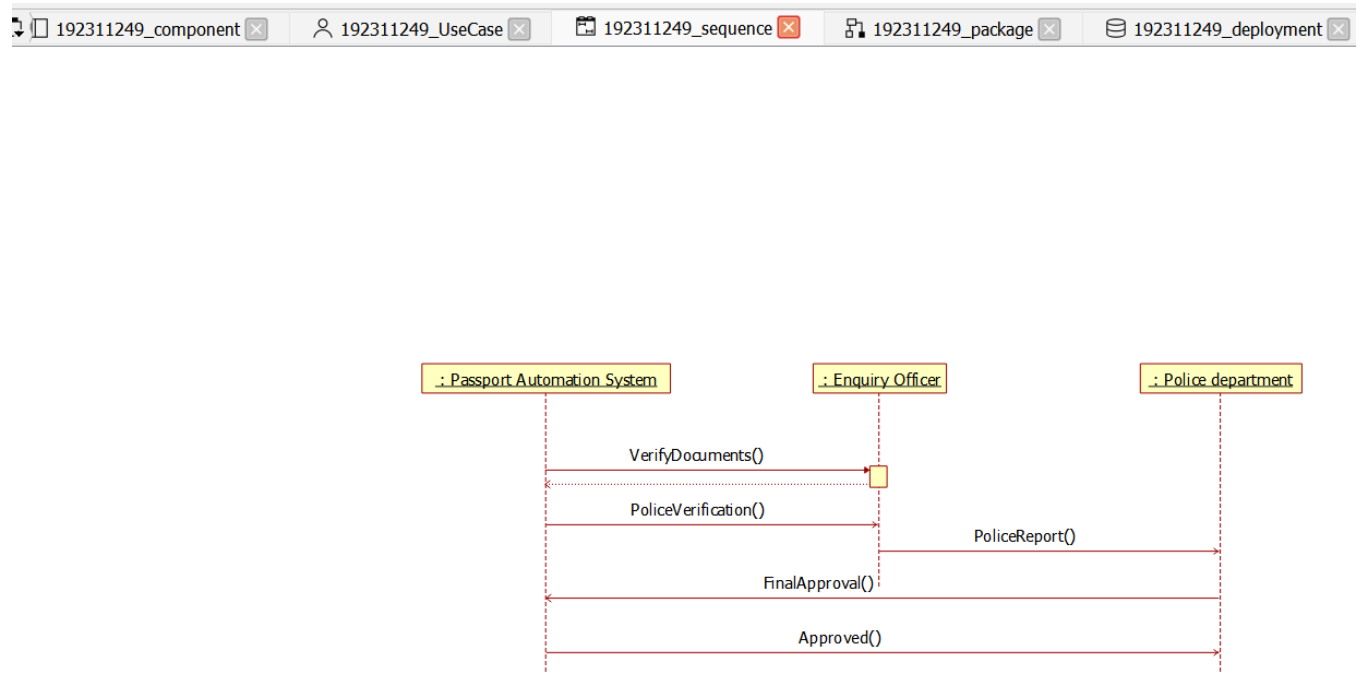 192311249_component 192311249_UseCase 192311249_sequence 192311249_package 192311249_deployment
: Passport Automation System : Enquiry Officer : Police department
VerifyDocuments()
PoliceVerification()
PoliceReport()
FinalApproval()
Approved()